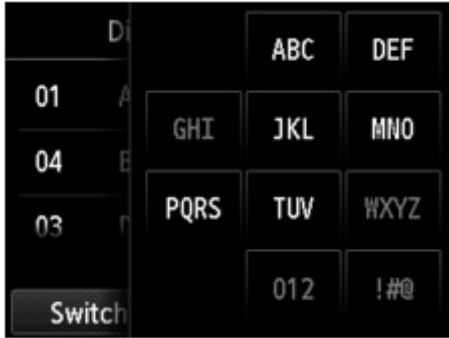 Di
ABC DEF
01 A
GHI JKL MNO
04 B
PQRS TUV WXYZ
03 D
012 !#@
Switch